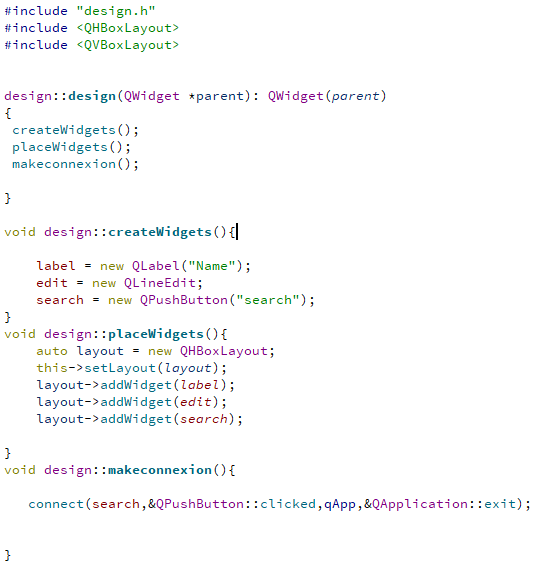 #include "design.h"
#include <QHBoxLayout>
#include <QVBoxLayout>
design::design(QWidget *parent): QWidget(parent)
{
createWidgets();
placeWidgets();
makeconnexion();
}
void design::createWidgets(){
label = new QLabel("Name");
edit = new QLineEdit;
search = new QPushButton("search");
}
void design::placeWidgets(){
auto layout = new QHBoxLayout;
this->setLayout(layout);
layout->addWidget(label);
layout->addWidget(edit);
layout->addWidget(search);
}
void design::makeconnexion(){
connect(search,&QPushButton::clicked,qApp,&QApplication::exit);
}